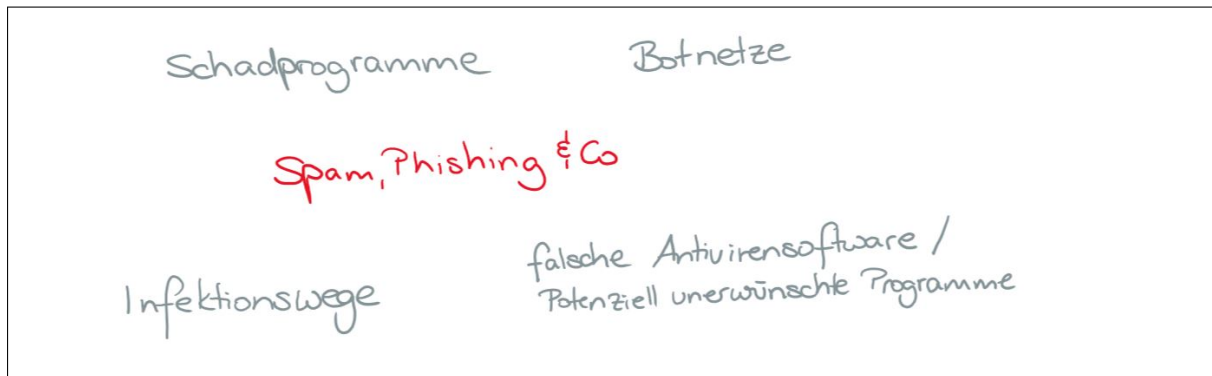 Schadprogramme
Botnetze
Spam, Phishing & Co
falsche Antivirensoftware /
Potenziell unerwünschte Programme
Infektionswege